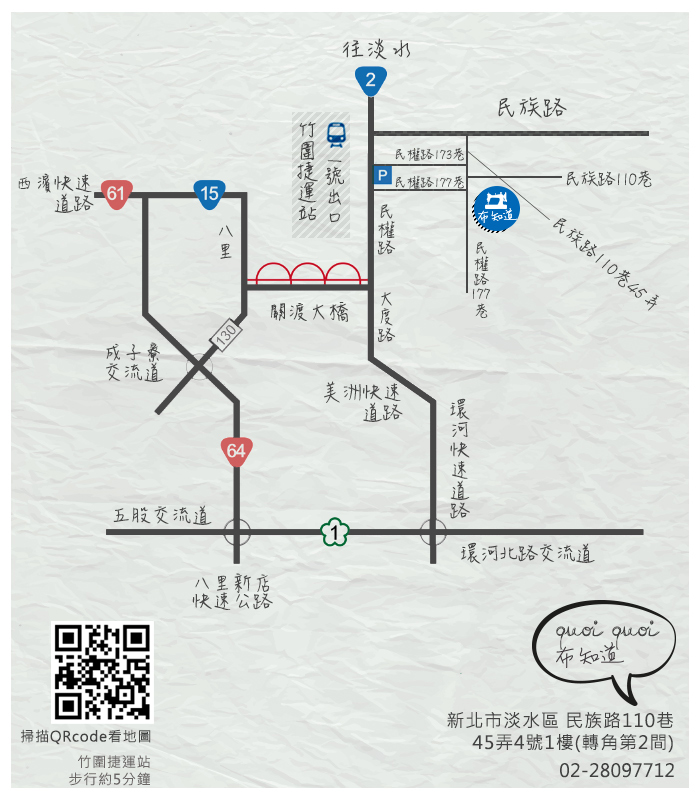 往淡水
2
民族路
竹圍捷運站
一號出口
民權路173巷
P
民權路177巷
民族路110巷
布知道
西濱快速
道路
61
15
八里
民權路
民權路177巷
民族路110巷45弄
關渡大橋
大度路
130
成子寮
交流道
美洲快速
道路
環河快速道路
64
五股交流道
1
環河北路交流道
八里新店
快速公路
quoi quoi
布知道
掃描QRcode看地圖
竹圍捷運站
步行約5分鐘
新北市淡水區 民族路110巷
45弄4號1樓(轉角第2間)
02-28097712